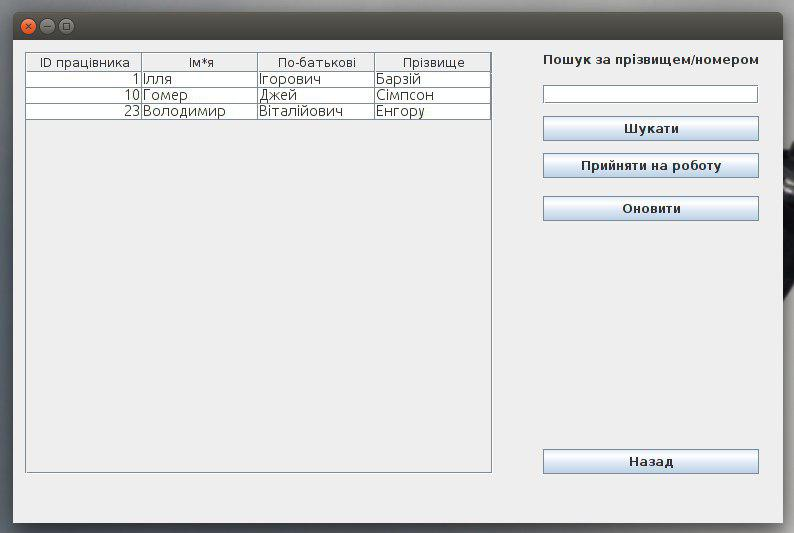 ID працівника Ім*я По-батькові Прізвище
1 Ілля Ігорович Барзій
10 Гомер Джей Сімпсон
23 Володимир Віталійович Енгору
Пошук за прізвищем/номером
Шукати
Прийняти на роботу
Оновити
Назад